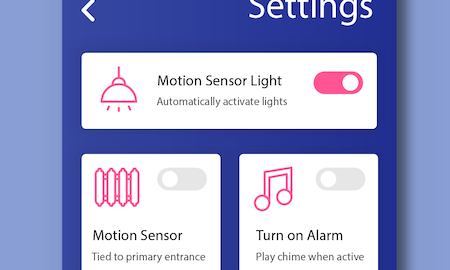 Settings
Motion Sensor Light
Automatically activate lights
Motion Sensor
Tied to primary entrance
Turn on Alarm
Play chime when active